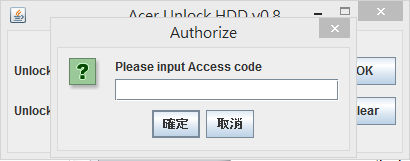 Acer Unlock HDD v0.8
Authorize
Please input Access code
Unlock
OK
確定
取消
Unlock
lear